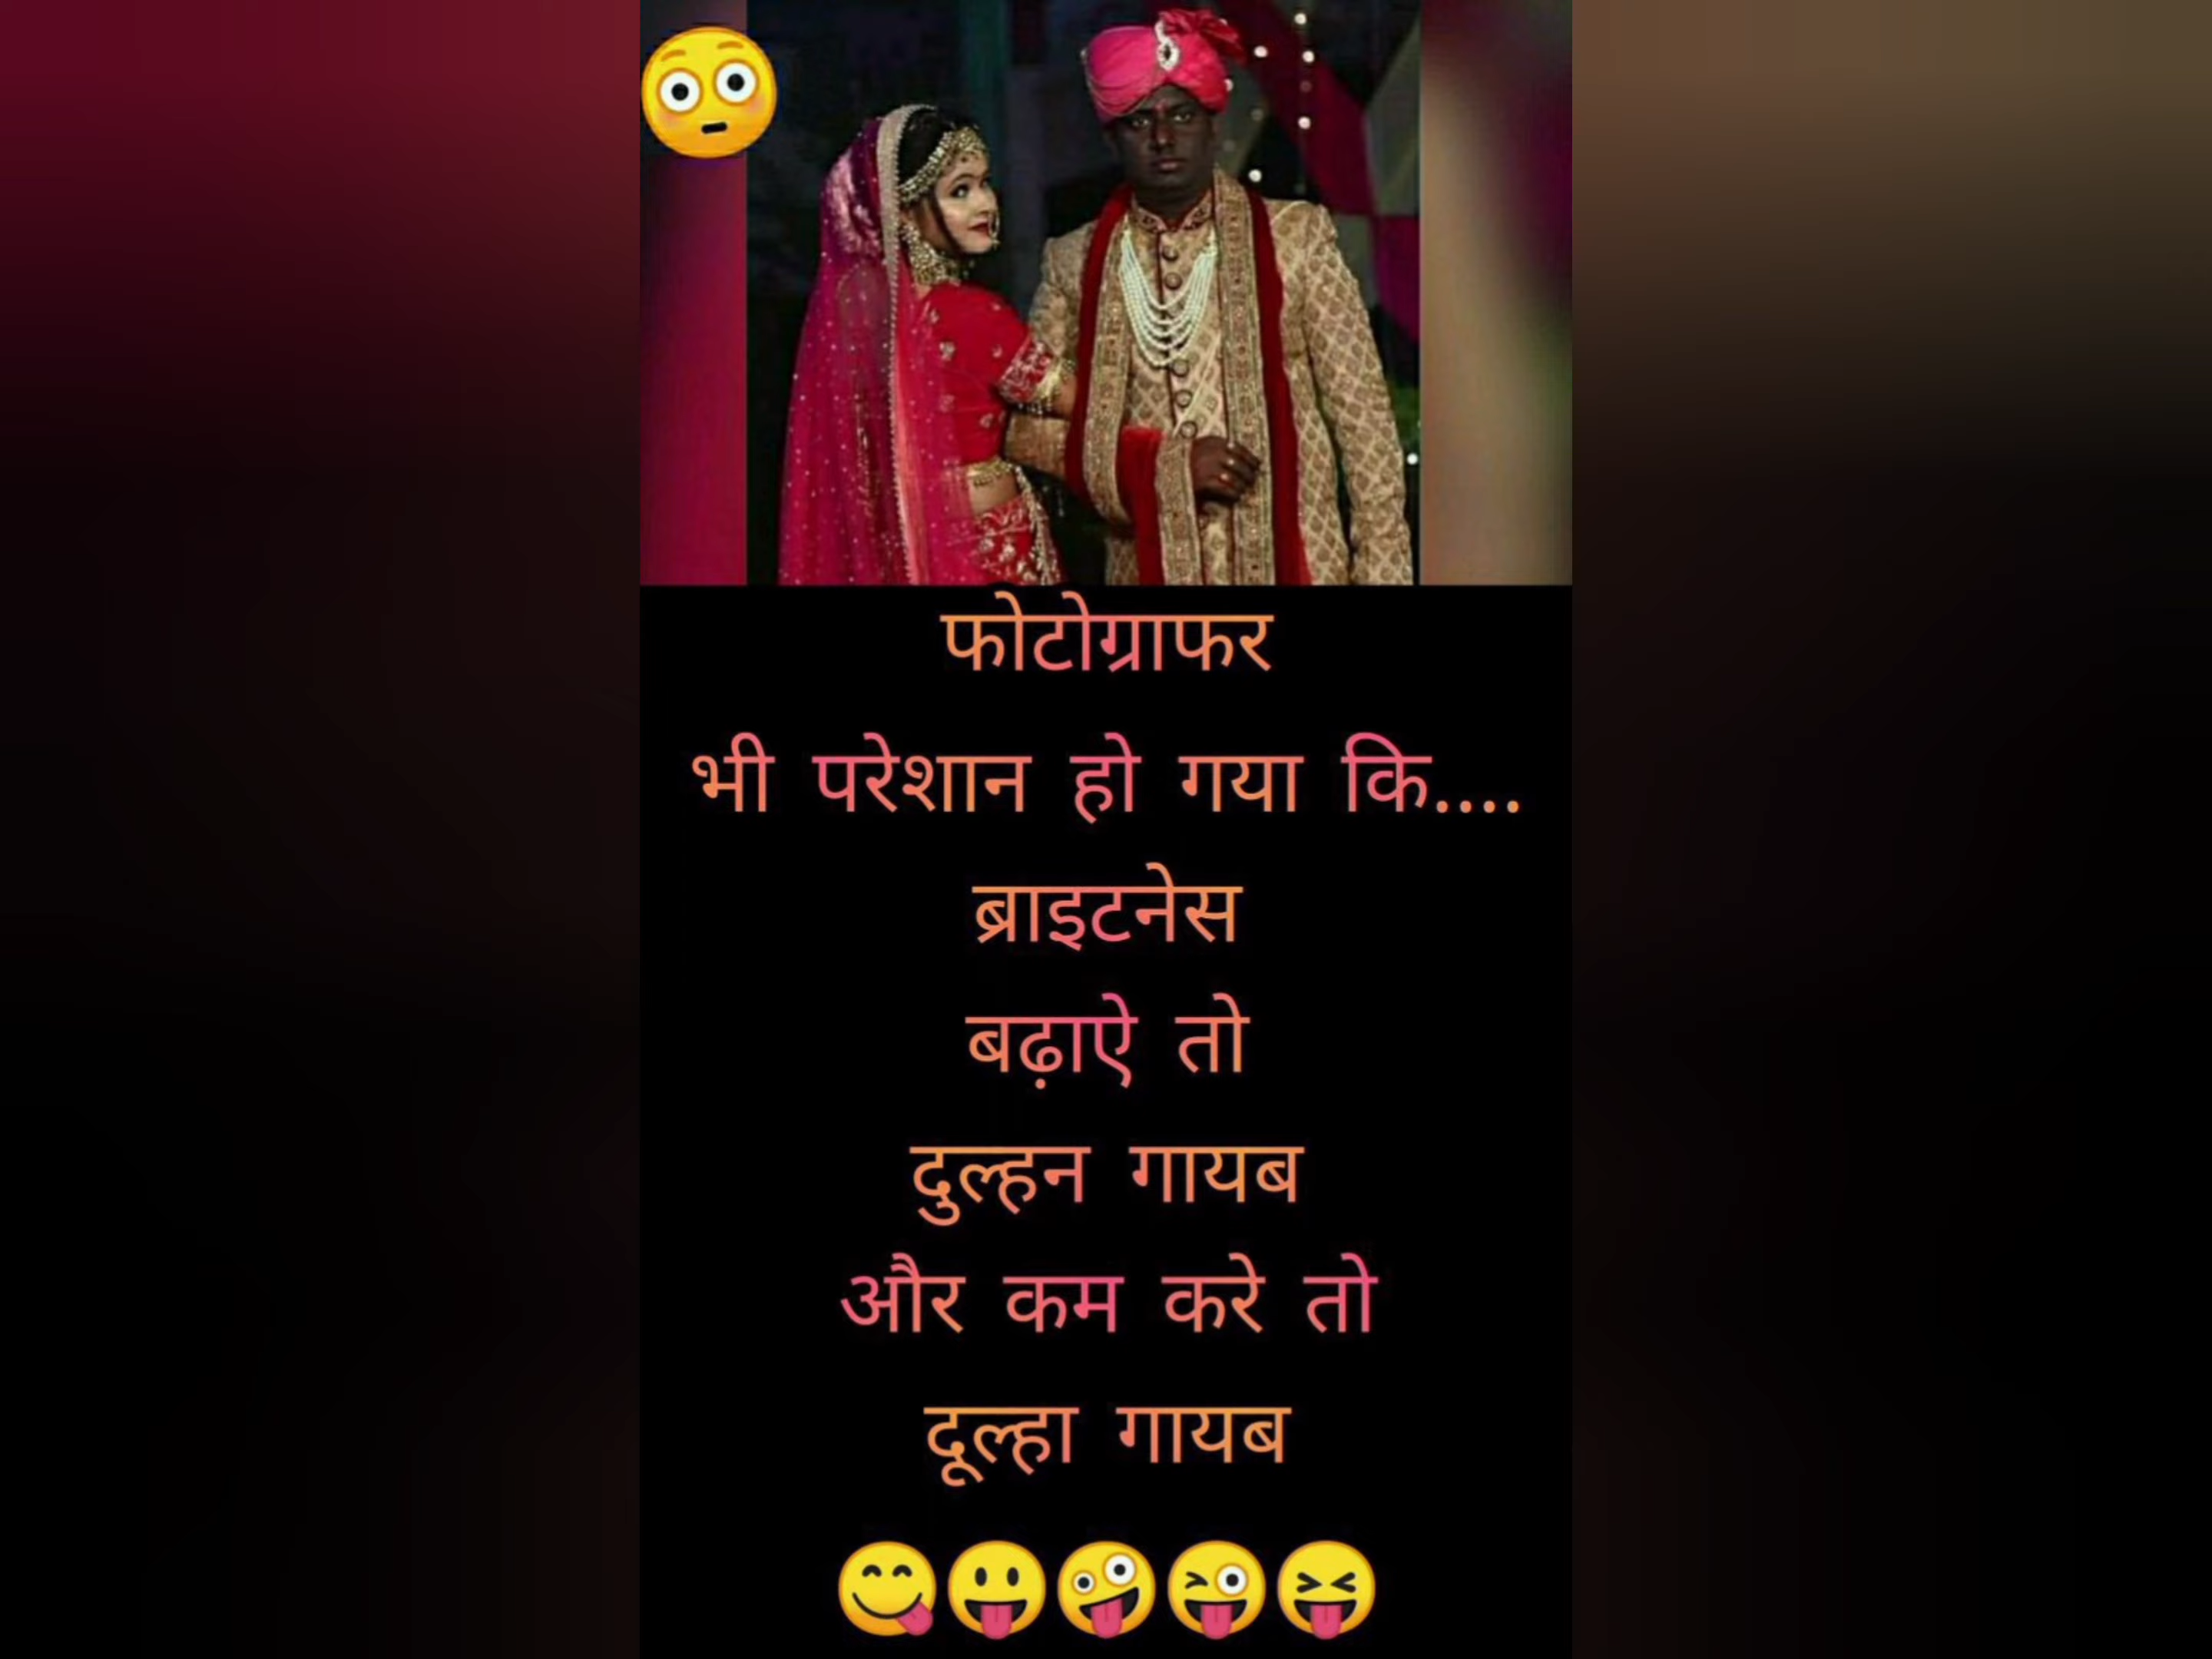 फोटोग्राफर
भी परेशान हो गया कि....
ब्राइटनेस
बढ़ाऐ तो
दुल्हन गायब
और कम करे तो
दूल्हा गायब